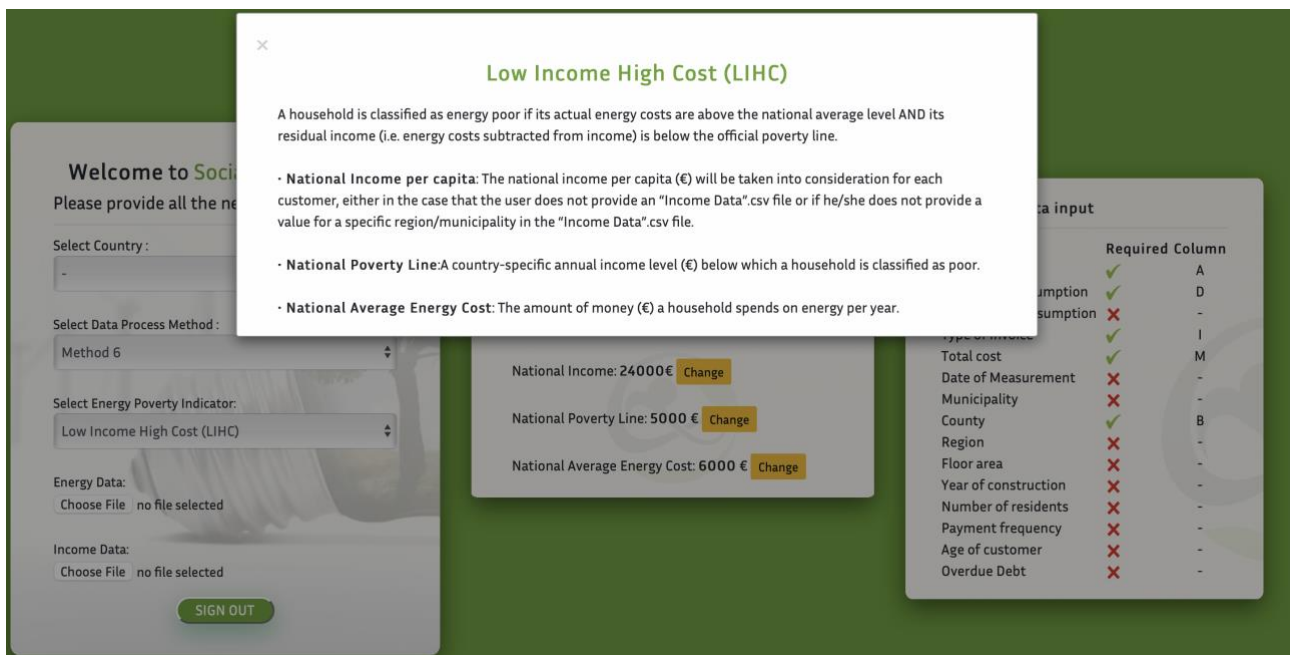 ×
Low Income High Cost (LIHC)
A household is classified as energy poor if its actual energy costs are above the national average level AND its
residual income (i.e. energy costs subtracted from income) is below the official poverty line.
· National Income per capita: The national income per capita (€) will be taken into consideration for each
customer, either in the case that the user does not provide an "Income Data".csv file or if he/she does not provide a
value for a specific region/municipality in the "Income Data".csv file.
· National Poverty Line:A country-specific annual income level (€) below which a household is classified as poor.
· National Average Energy Cost: The amount of money (€) a household spends on energy per year.
Welcome to Soci
Please provide all the ne
Select Country :
-
Select Data Process Method :
Method 6
Select Energy Poverty Indicator:
Low Income High Cost (LIHC)
Energy Data:
Choose File no file selected
Income Data:
Choose File no file selected
SIGN OUT
National Income: 24000€ Change
National Poverty Line: 5000 € Change
National Average Energy Cost: 6000 € Change
ta input
Required Column
✓ A
umption ✓ D
sumption ✗ -
Type of Invoice ✓ I
Total cost ✓ M
Date of Measurement ✗ -
Municipality ✗ -
County ✓ B
Region ✗ -
Floor area ✗ -
Year of construction ✗ -
Number of residents ✗ -
Payment frequency ✗ -
Age of customer ✗ -
Overdue Debt ✗ -